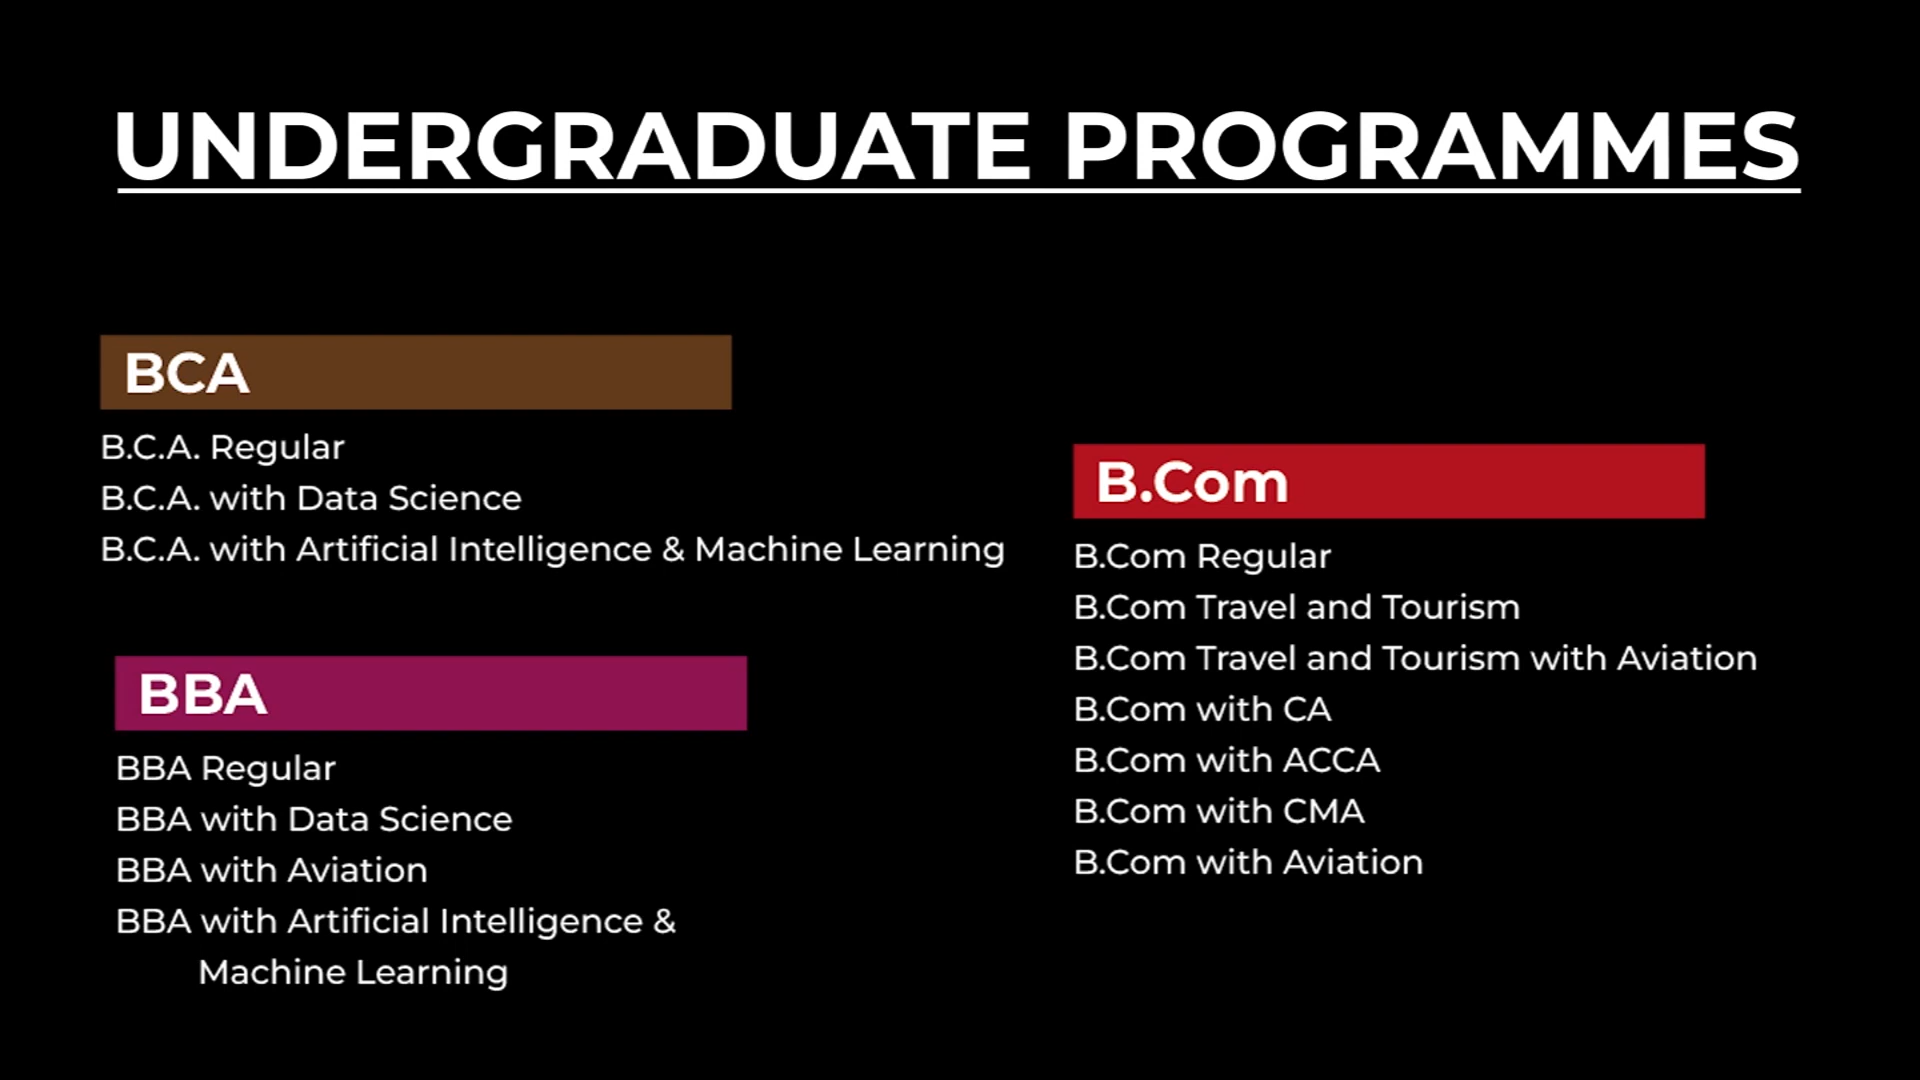 UNDERGRADUATE PROGRAMMES
BCA
B.C.A. Regular
B.C.A. with Data Science
B.C.A. with Artificial Intelligence & Machine Learning
BBA
BBA Regular
BBA with Data Science
BBA with Aviation
BBA with Artificial Intelligence &
Machine Learning
B.Com
B.Com Regular
B.Com Travel and Tourism
B.Com Travel and Tourism with Aviation
B.Com with CA
B.Com with ACCA
B.Com with CMA
B.Com with Aviation